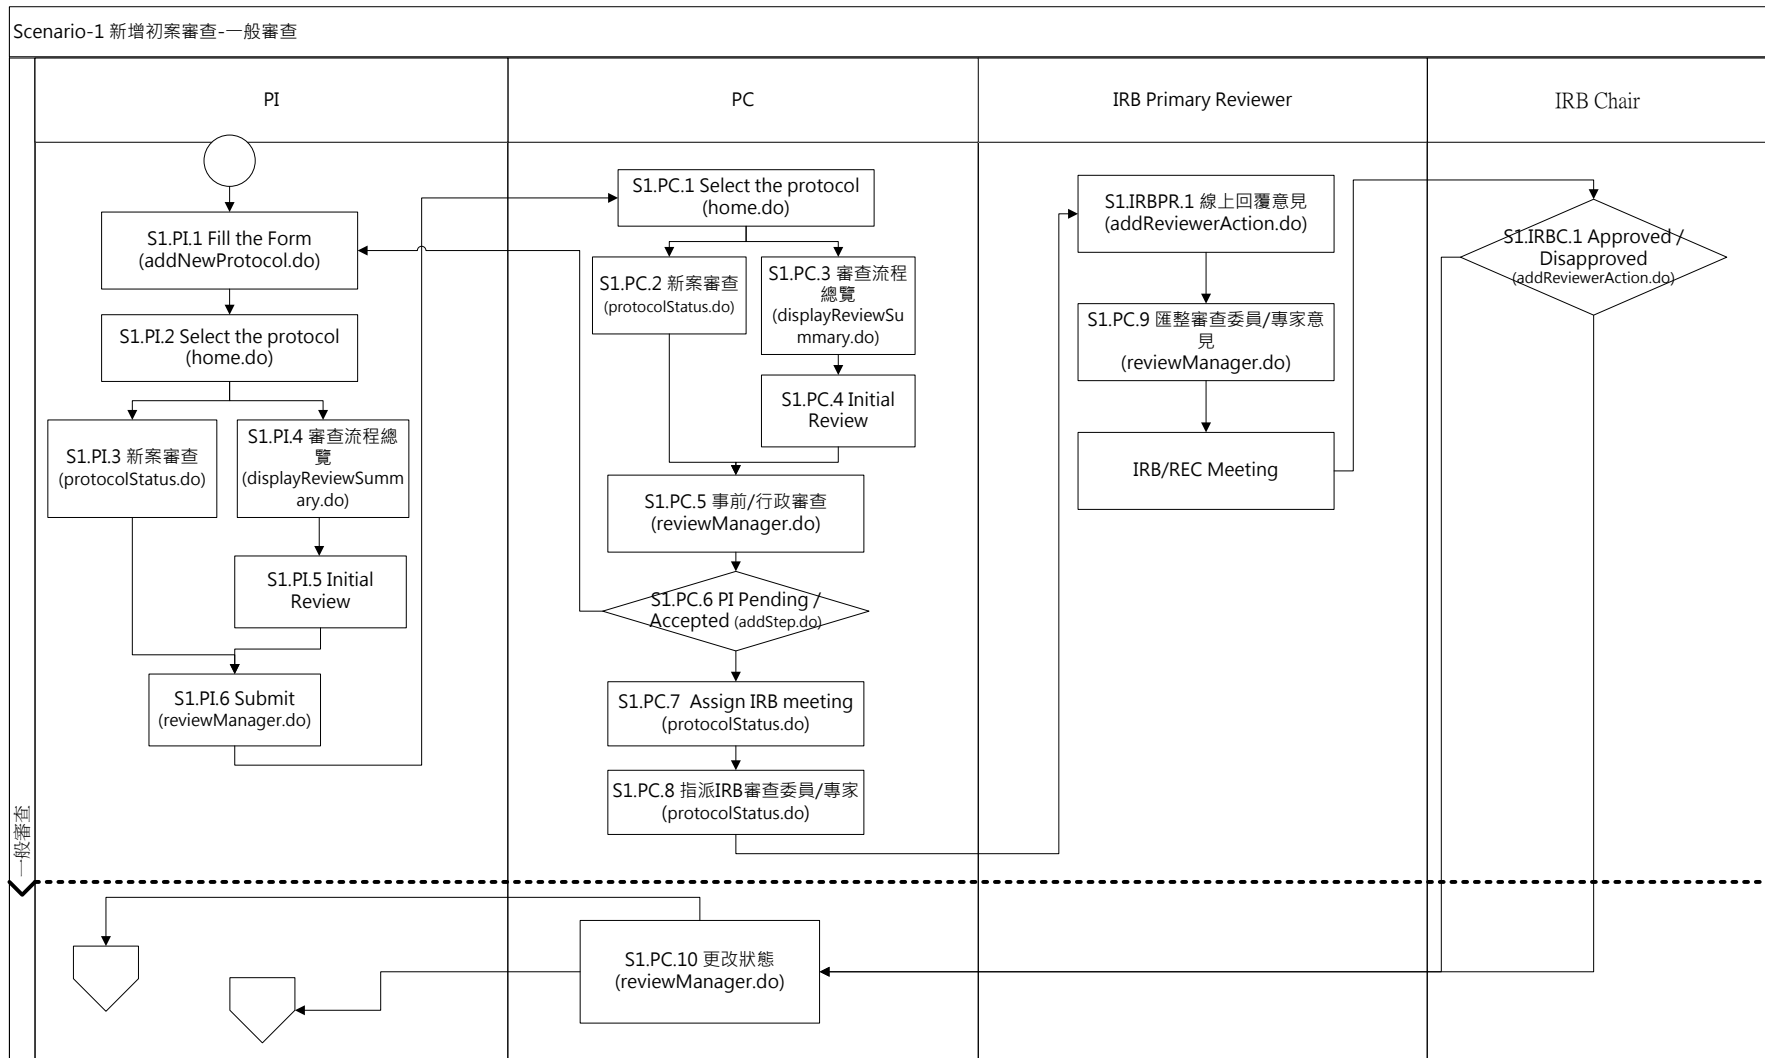 Scenario-1 新增初案審查-一般審查
PI
PC
IRB Primary Reviewer
IRB Chair
S1.PI.1 Fill the Form
(addNewProtocol.do)
S1.PI.2 Select the protocol
(home.do)
S1.PI.3 新案審查
(protocolStatus.do)
S1.PI.4 審查流程總
覽
(displayReviewSumm
ary.do)
S1.PI.5 Initial
Review
S1.PI.6 Submit
(reviewManager.do)
S1.PC.1 Select the protocol
(home.do)
S1.PC.2 新案審查
(protocolStatus.do)
S1.PC.3 審查流程
總覽
(displayReviewSu
mmary.do)
S1.PC.4 Initial
Review
S1.PC.5 事前/行政審查
(reviewManager.do)
S1.PC.6 PI Pending /
Accepted (addStep.do)
S1.PC.7 Assign IRB meeting
(protocolStatus.do)
S1.PC.8 指派IRB審查委員/專家
(protocolStatus.do)
S1.IRBPR.1 線上回覆意見
(addReviewerAction.do)
S1.PC.9 匯整審查委員/專家意
見
(reviewManager.do)
IRB/REC Meeting
S1.IRBC.1 Approved /
Disapproved
(addReviewerAction.do)
一般審查
S1.PC.10 更改狀態
(reviewManager.do)